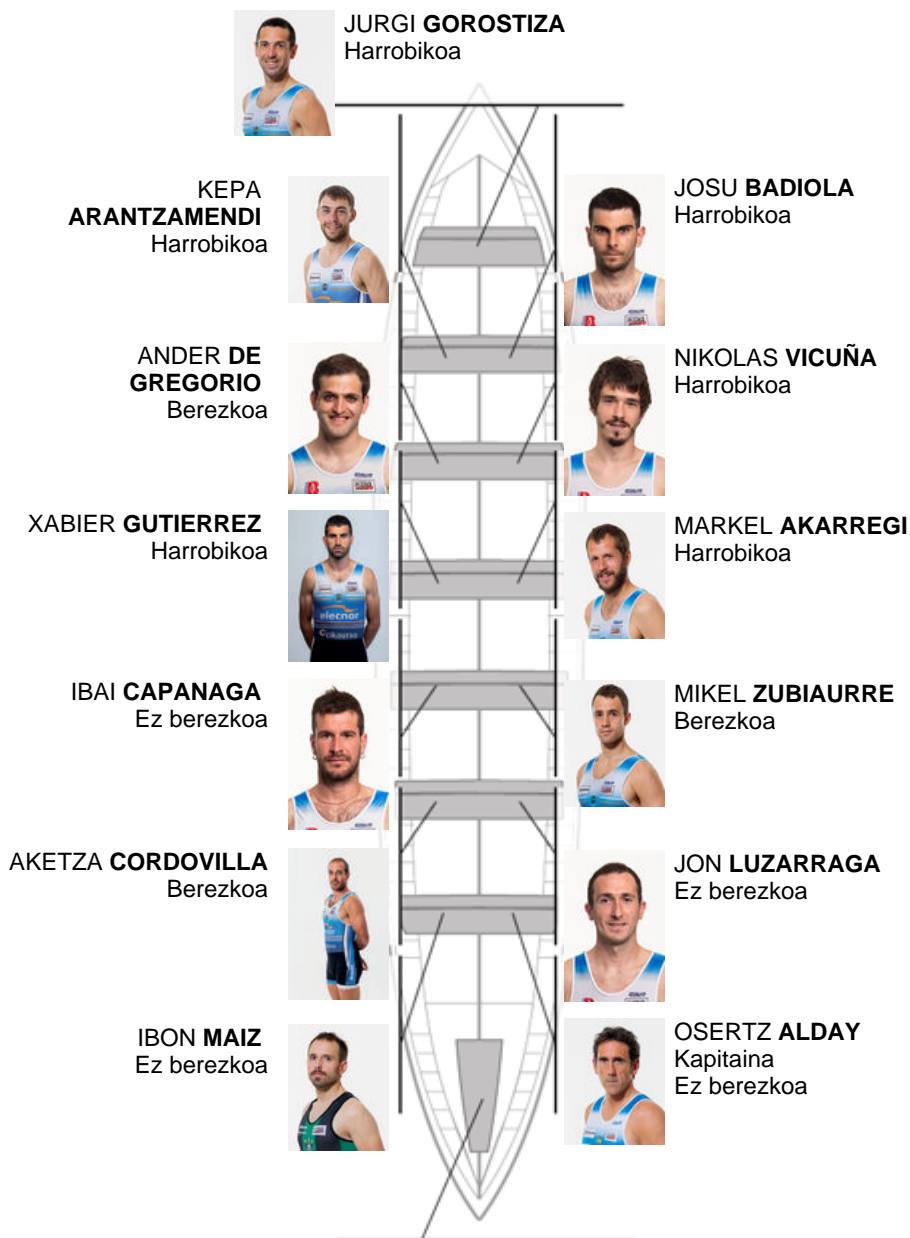 JURGI GOROSTIZA
Harrobikoa
KEPA
ARANTZAMENDI
Harrobikoa
JOSU BADIOLA
Harrobikoa
ANDER DE
GREGORIO
Berezkoa
NIKOLAS VICUÑA
Harrobikoa
XABIER GUTIERREZ
Harrobikoa
elecnor
cikautxo
MARKEL AKARREGI
Harrobikoa
IBAI CAPANAGA
Ez berezkoa
MIKEL ZUBIAURRE
Berezkoa
AKETZA CORDOVILLA
Berezkoa
JON LUZARRAGA
Ez berezkoa
IBON MAIZ
Ez berezkoa
OSERTZ ALDAY
Kapitaina
Ez berezkoa